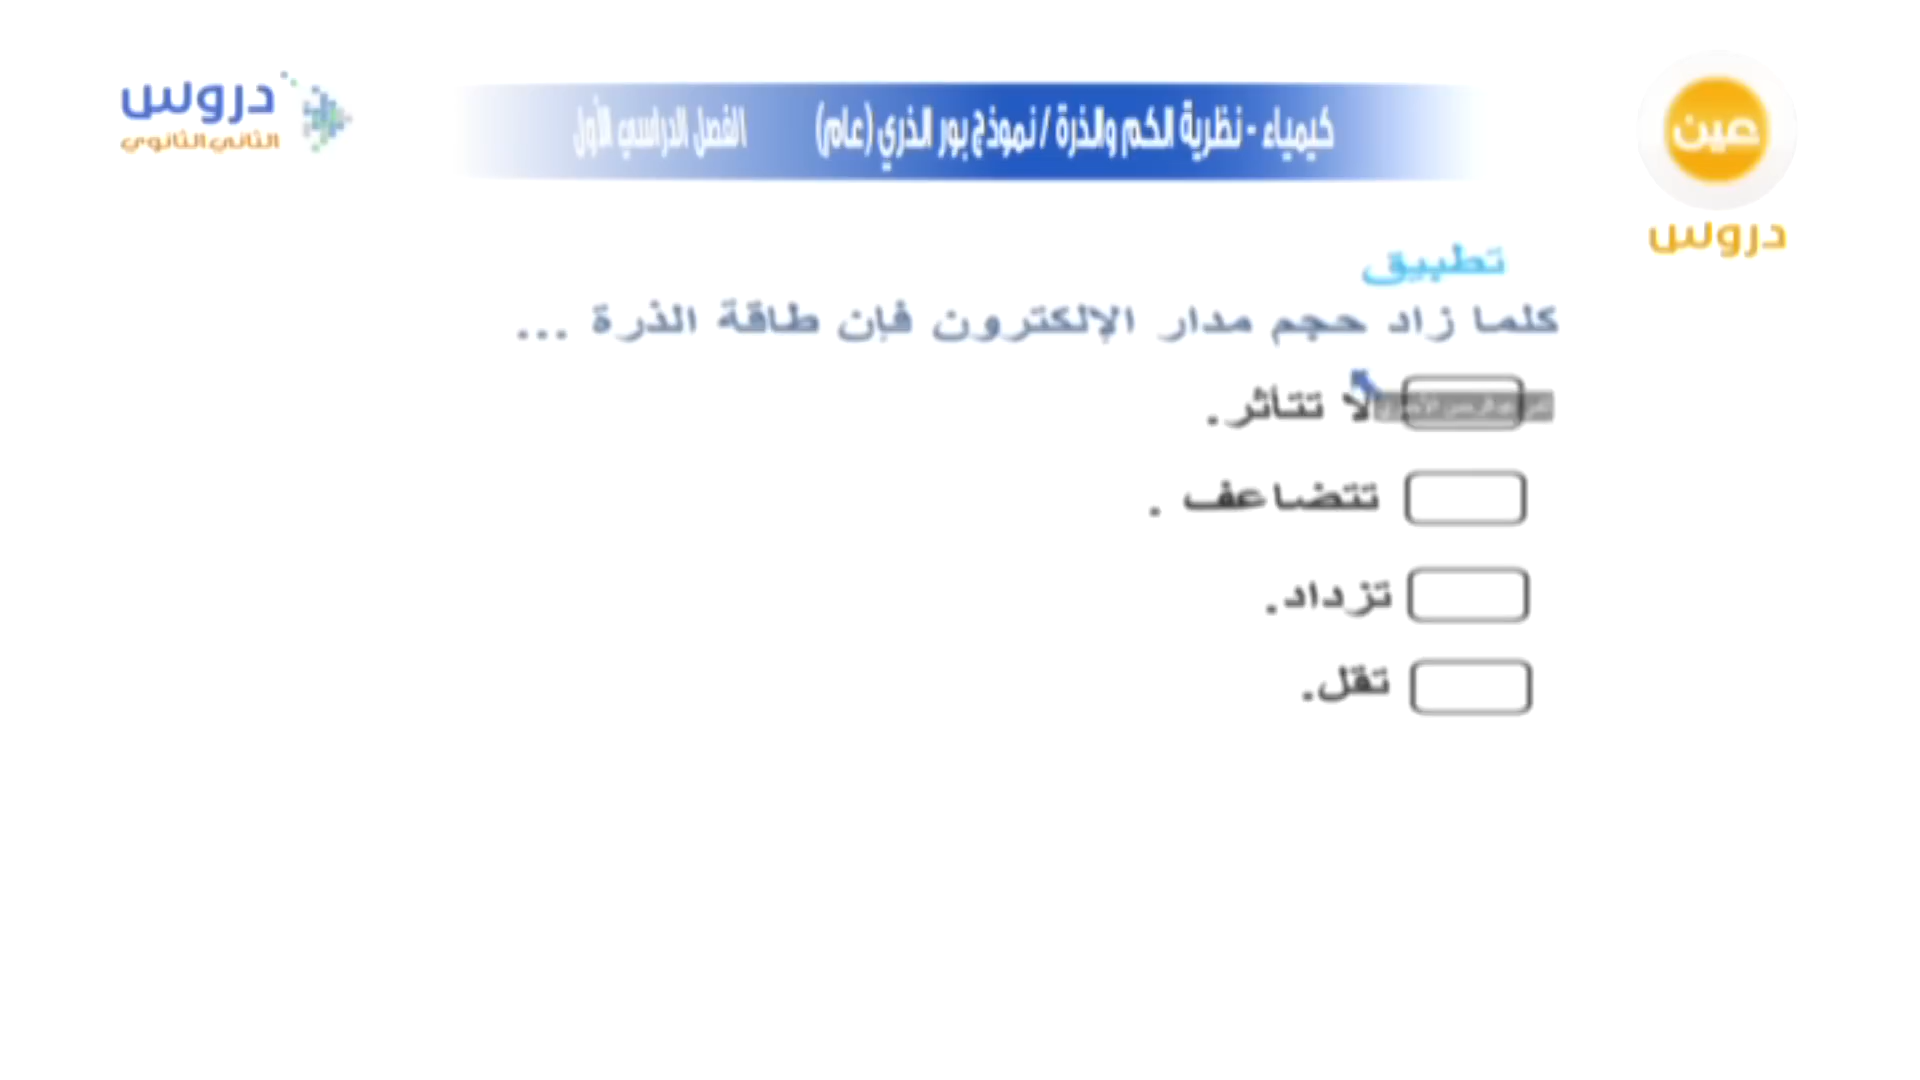 دروس
الثاني الثانوي
كيمياء - نظرية الكم والذرة / نموذج بور الذري (عام) الفصل الدراسي الأول
عين
دروس
تطبيق
كلما زاد حجم مدار الإلكترون فإن طاقة الذرة ...
لا تتأثر.
تتضاعف .
تزداد.
تقل.